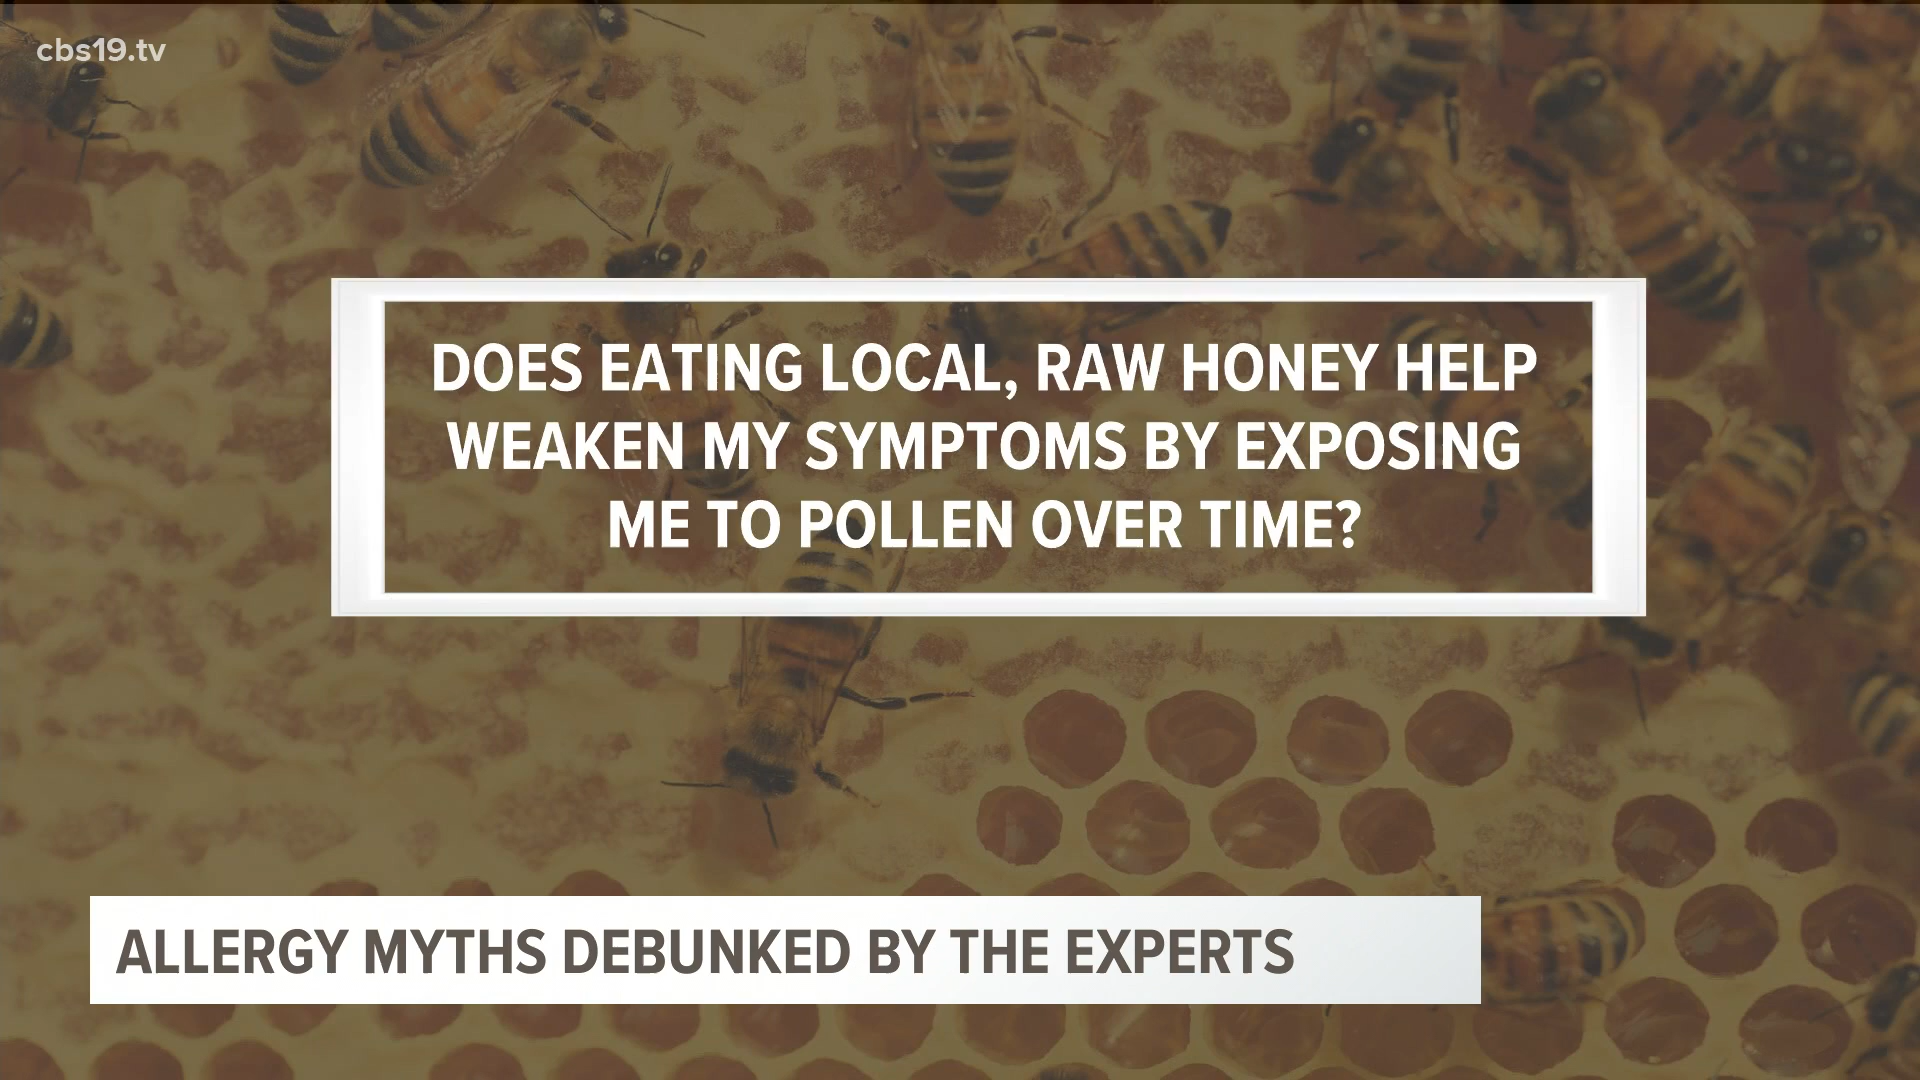 cbs19.tv
DOES EATING LOCAL, RAW HONEY HELP
WEAKEN MY SYMPTOMS BY EXPOSING
ME TO POLLEN OVER TIME?
ALLERGY MYTHS DEBUNKED BY THE EXPERTS